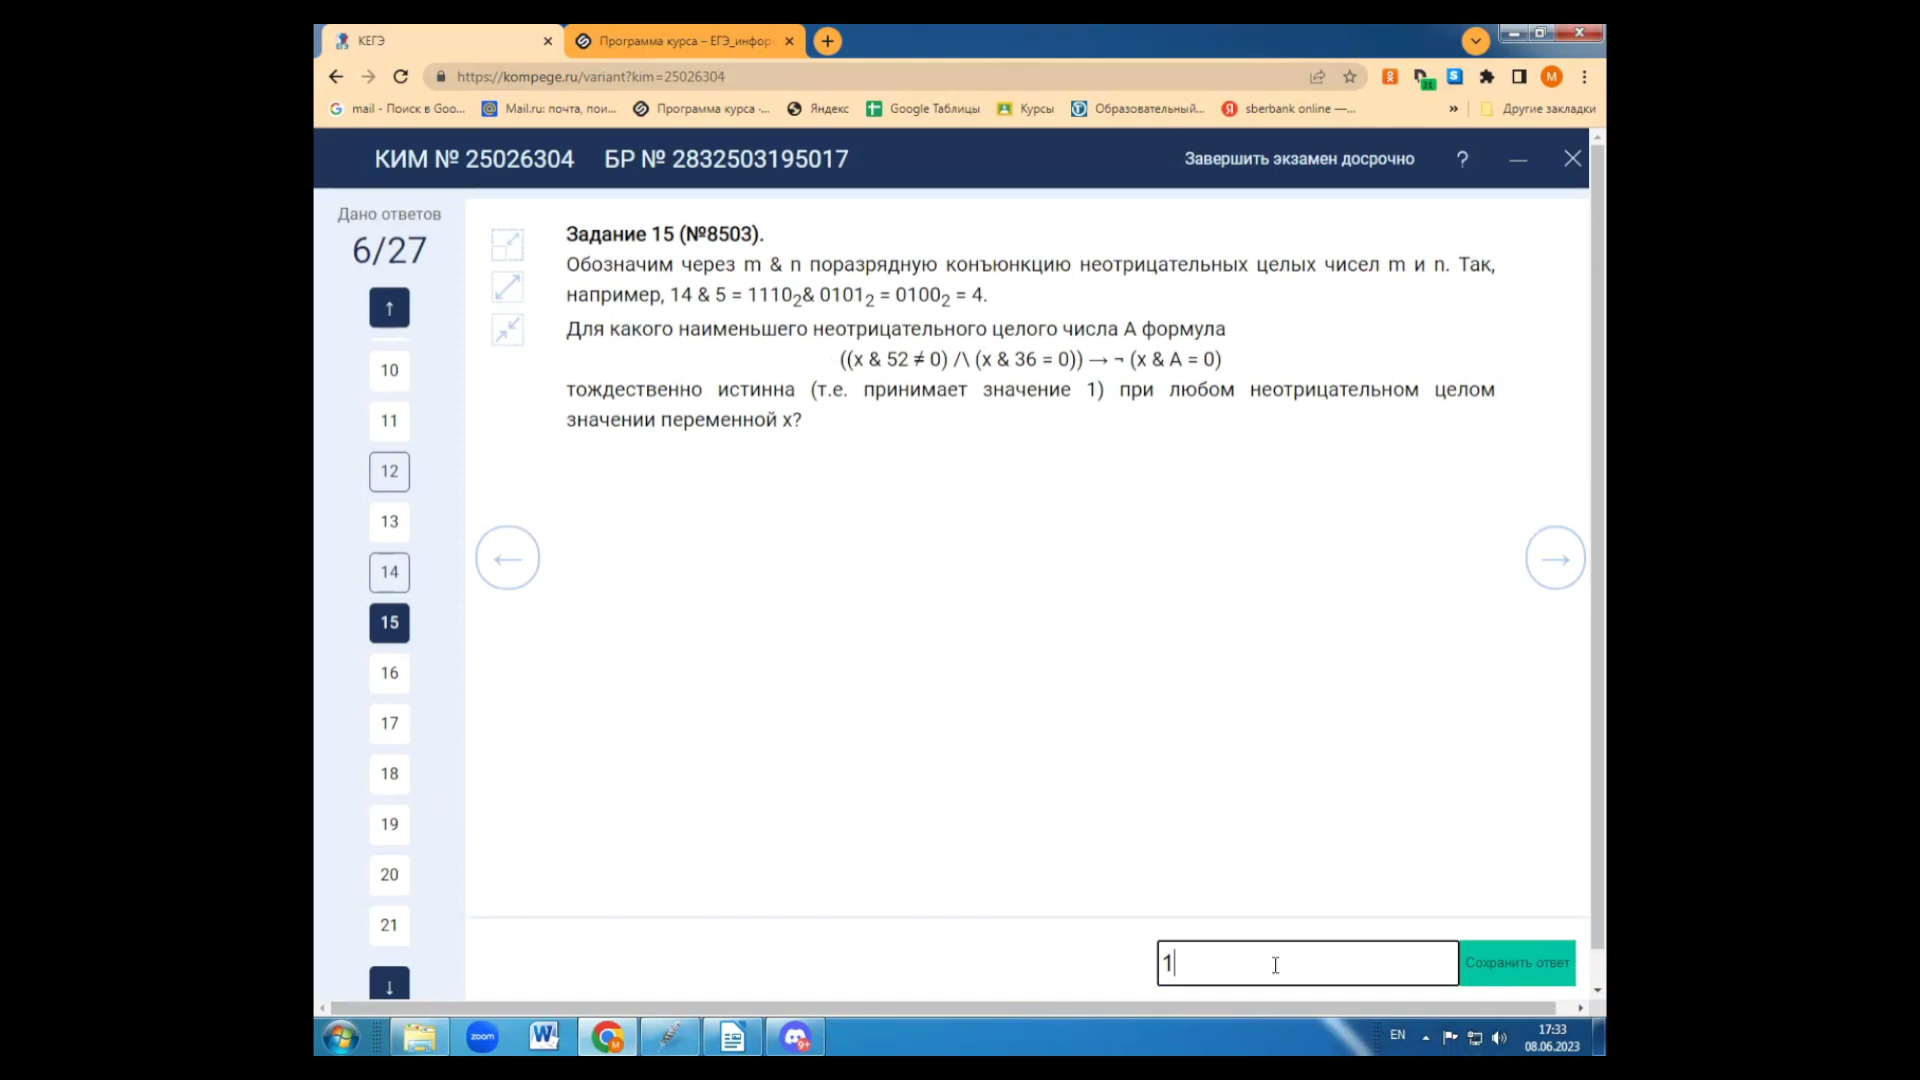 КЕГЭ
Программа курса – ЕГЭ_инфор
https://kompege.ru/variant?kim=25026304
mail - Поиск в Goo...
Mail.ru: почта, пои...
Программа курса -...
Яндекс
Google Таблицы
Курсы
Образовательный...
sberbank online —...
»
Другие закладки
КИМ № 25026304 БР № 2832503195017
Завершить экзамен досрочно ?
Дано ответов
6/27
↑
10
11
12
13
14
15
16
17
18
19
20
21
↓
Задание 15 (№8503).
Обозначим через m & n поразрядную конъюнкцию неотрицательных целых чисел m и n. Так,
например, 14 & 5 = 1110₂& 0101₂ = 0100₂ = 4.
Для какого наименьшего неотрицательного целого числа А формула
((x & 52 ≠ 0) /\ (x & 36 = 0)) → ¬ (x & A = 0)
тождественно истинна (т.е. принимает значение 1) при любом неотрицательном целом
значении переменной х?
←
→
1
Сохранить ответ
zoom
EN
17:33
08.06.2023